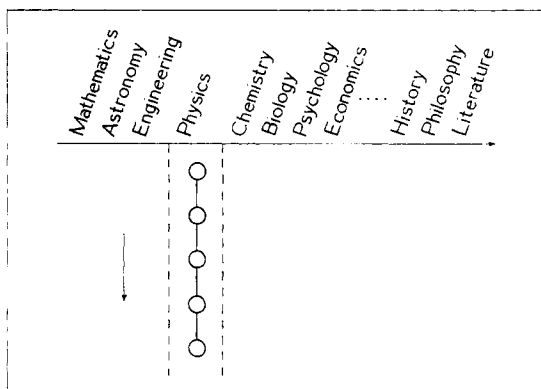 Mathematics
Astronomy
Engineering
Physics
Chemistry
Biology
Psychology
Economics
.....
History
Philosophy
Literature